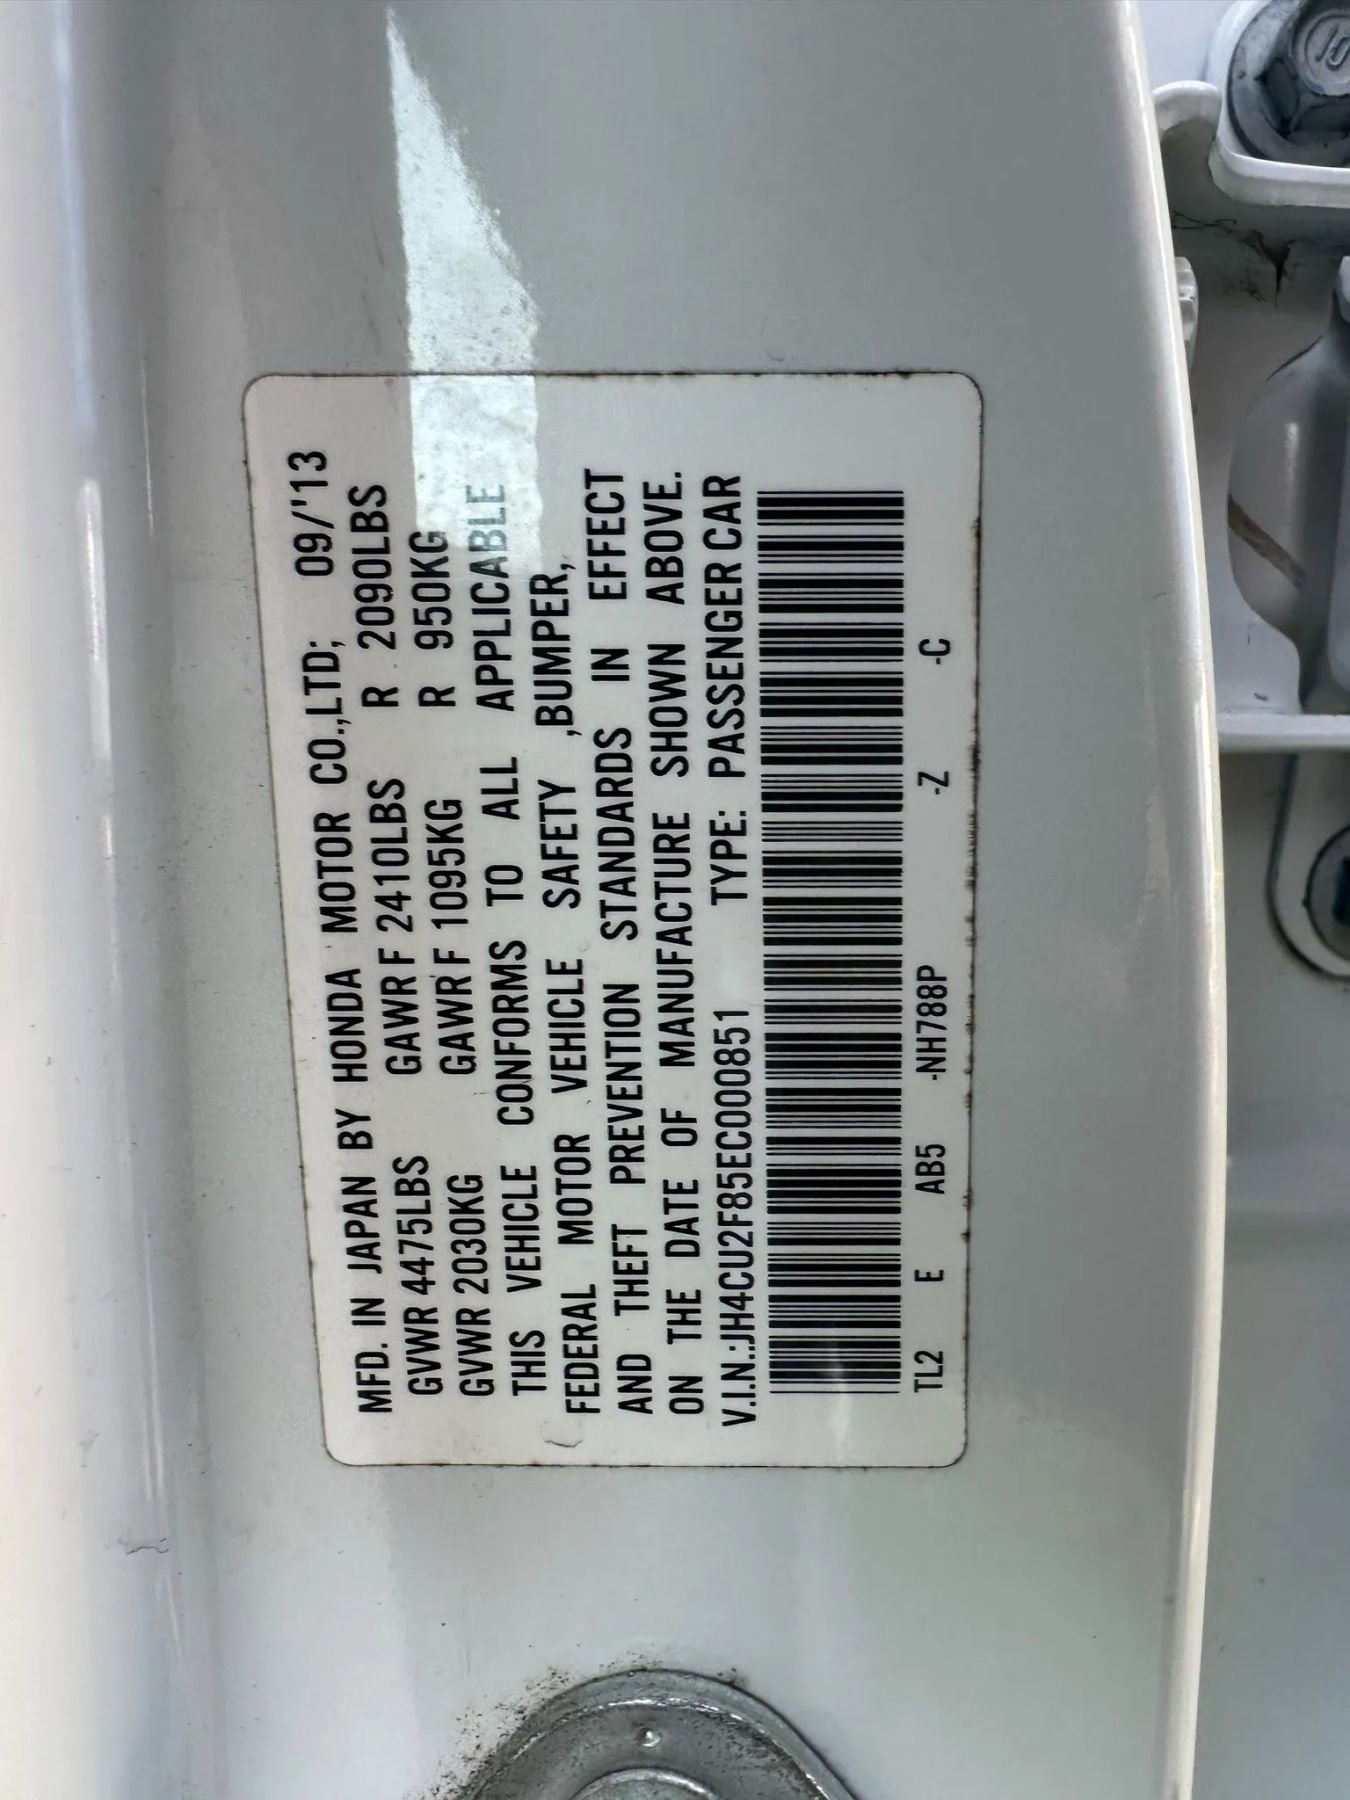 MFD. IN JAPAN BY HONDA MOTOR CO.,LTD; 09/'13
GVWR 4475LBS GAWR F 2410LBS R 2090LBS
GVWR 2030KG GAWR F 1095KG R 950KG
THIS VEHICLE CONFORMS TO ALL APPLICABLE
FEDERAL MOTOR VEHICLE SAFETY ,BUMPER,
AND THEFT PREVENTION STANDARDS IN EFFECT
ON THE DATE OF MANUFACTURE SHOWN ABOVE.
V.I.N.:JH4CU2F85EC000851 TYPE: PASSENGER CAR
TL2 E AB5 -NH788P -Z -C